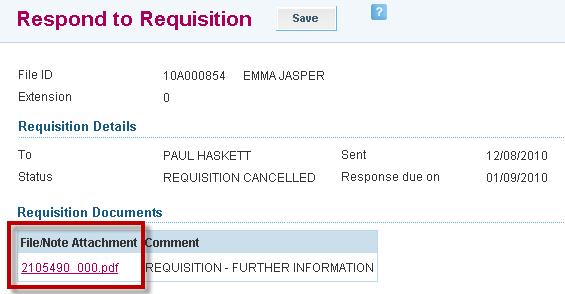 Respond to Requisition Save ?
File ID 10A000854 EMMA JASPER
Extension 0
Requisition Details
To PAUL HASKETT Sent 12/08/2010
Status REQUISITION CANCELLED Response due on 01/09/2010
Requisition Documents
File/Note Attachment Comment
2105490_000.pdf REQUISITION - FURTHER INFORMATION